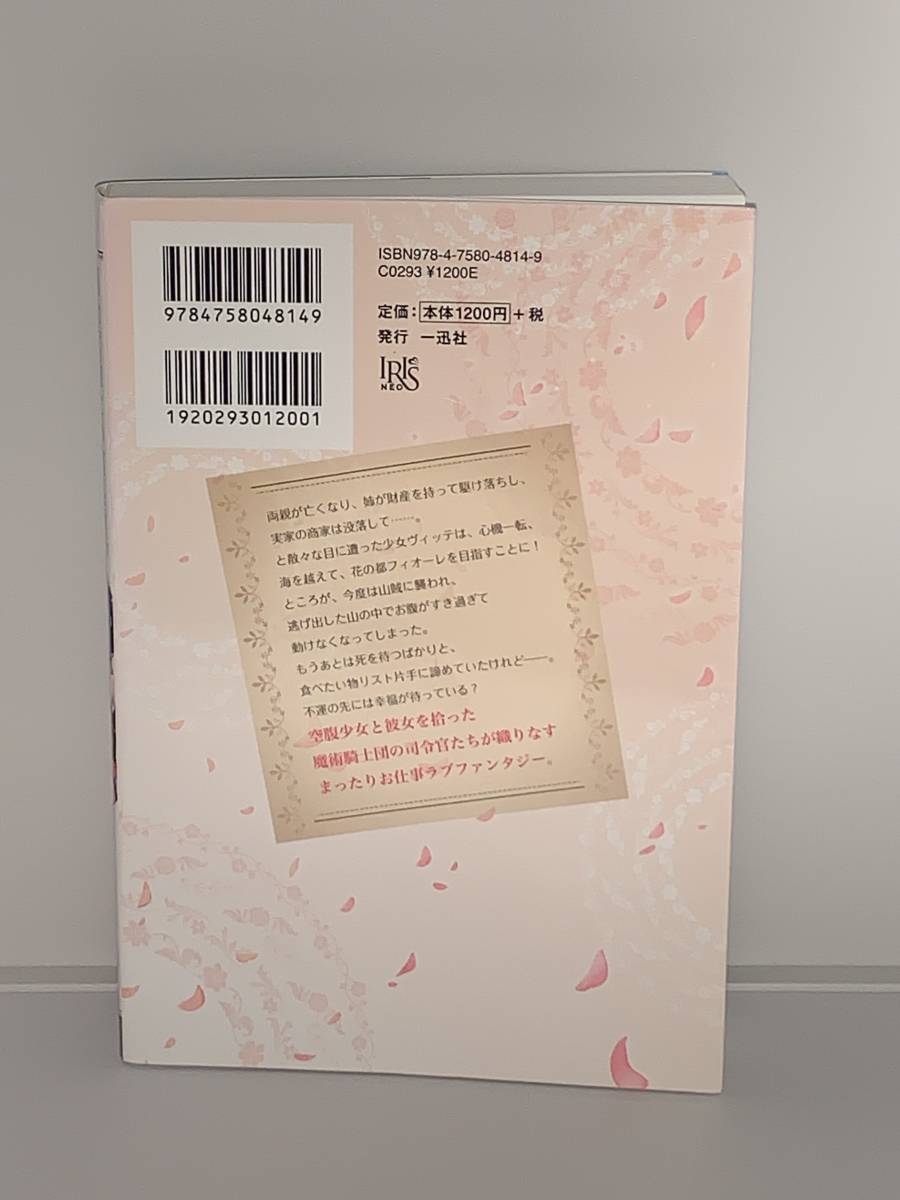 9784758048149
1920293012001
ISBN978-4-7580-4814-9
C0293 ¥1200E
定価：本体1200円＋税
発行 一迅社
IRIS
NEO
両親が亡くなり、姉が財産を持って駆け落ちし、
実家の商家は没落して……。
と散々な目に遭った少女ヴィッテは、心機一転、
海を越えて、花の都フィオーレを目指すことに！
ところが、今度は山賊に襲われ、
逃げ出した山の中でお腹がすき過ぎて
動けなくなってしまった。
もうあとは死を待つばかりと、
食べたい物リスト片手に諦めていたけれど――。
不運の先には幸福が待っている？
空腹少女と彼女を拾った
魔術騎士団の司令官たちが織りなす
まったりお仕事ラブファンタジー。